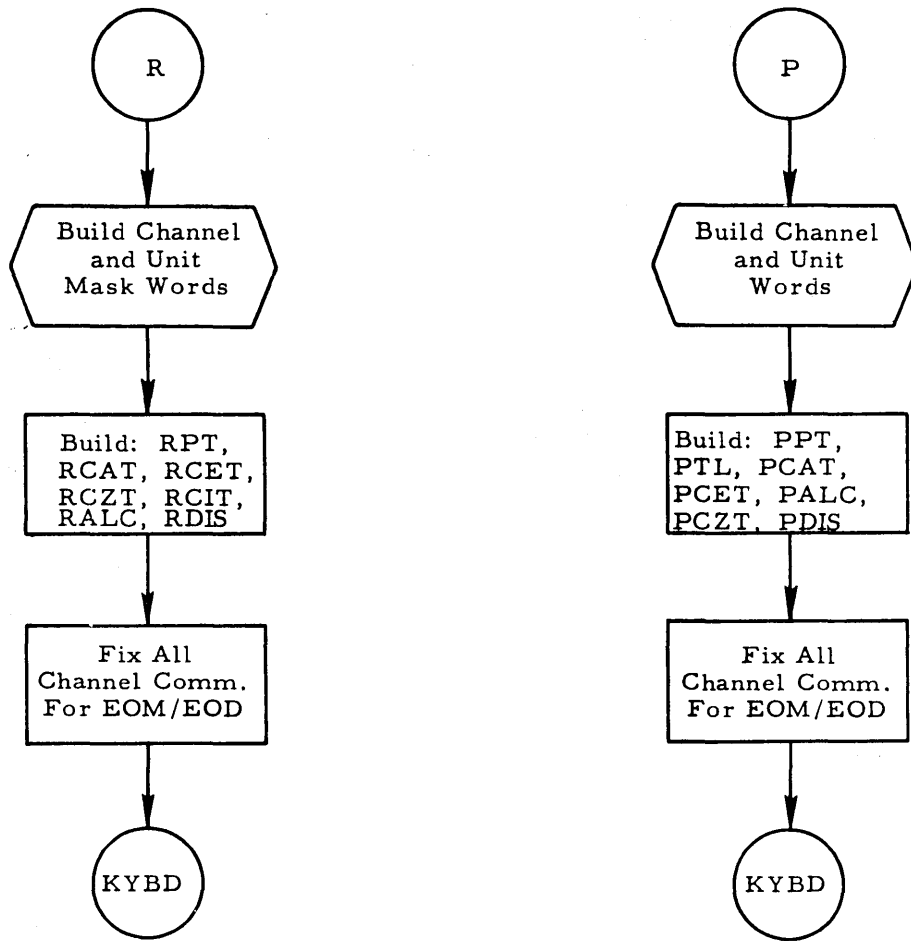 R
Build Channel
and Unit
Mask Words
Build: RPT,
RCAT, RCET,
RCZT, RCIT,
RALC, RDIS
Fix All
Channel Comm.
For EOM/EOD
KYBD
P
Build Channel
and Unit
Words
Build: PPT,
PTL, PCAT,
PCET, PALC,
PCZT, PDIS
Fix All
Channel Comm.
For EOM/EOD
KYBD